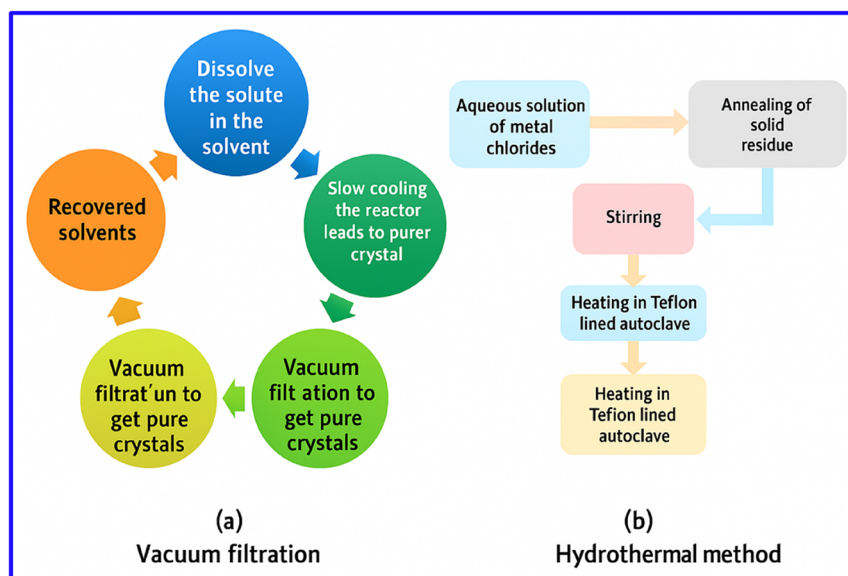 Dissolve
the solute
in the
solvent
Slow cooling
the reactor
leads to purer
crystal
Vacuum
filt ation to
get pure
crystals
Vacuum
filtrat'un to
get pure
crystals
Recovered
solvents
(a)
Vacuum filtration
Aqueous solution
of metal
chlorides
Annealing of
solid
residue
Stirring
Heating in Teflon
lined autoclave
Heating in
Teflon lined
autoclave
(b)
Hydrothermal method